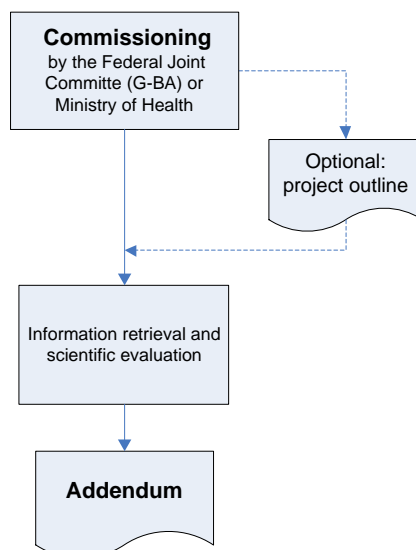 Commissioning
by the Federal Joint
Committe (G-BA) or
Ministry of Health
Optional:
project outline
Information retrieval and
scientific evaluation
Addendum